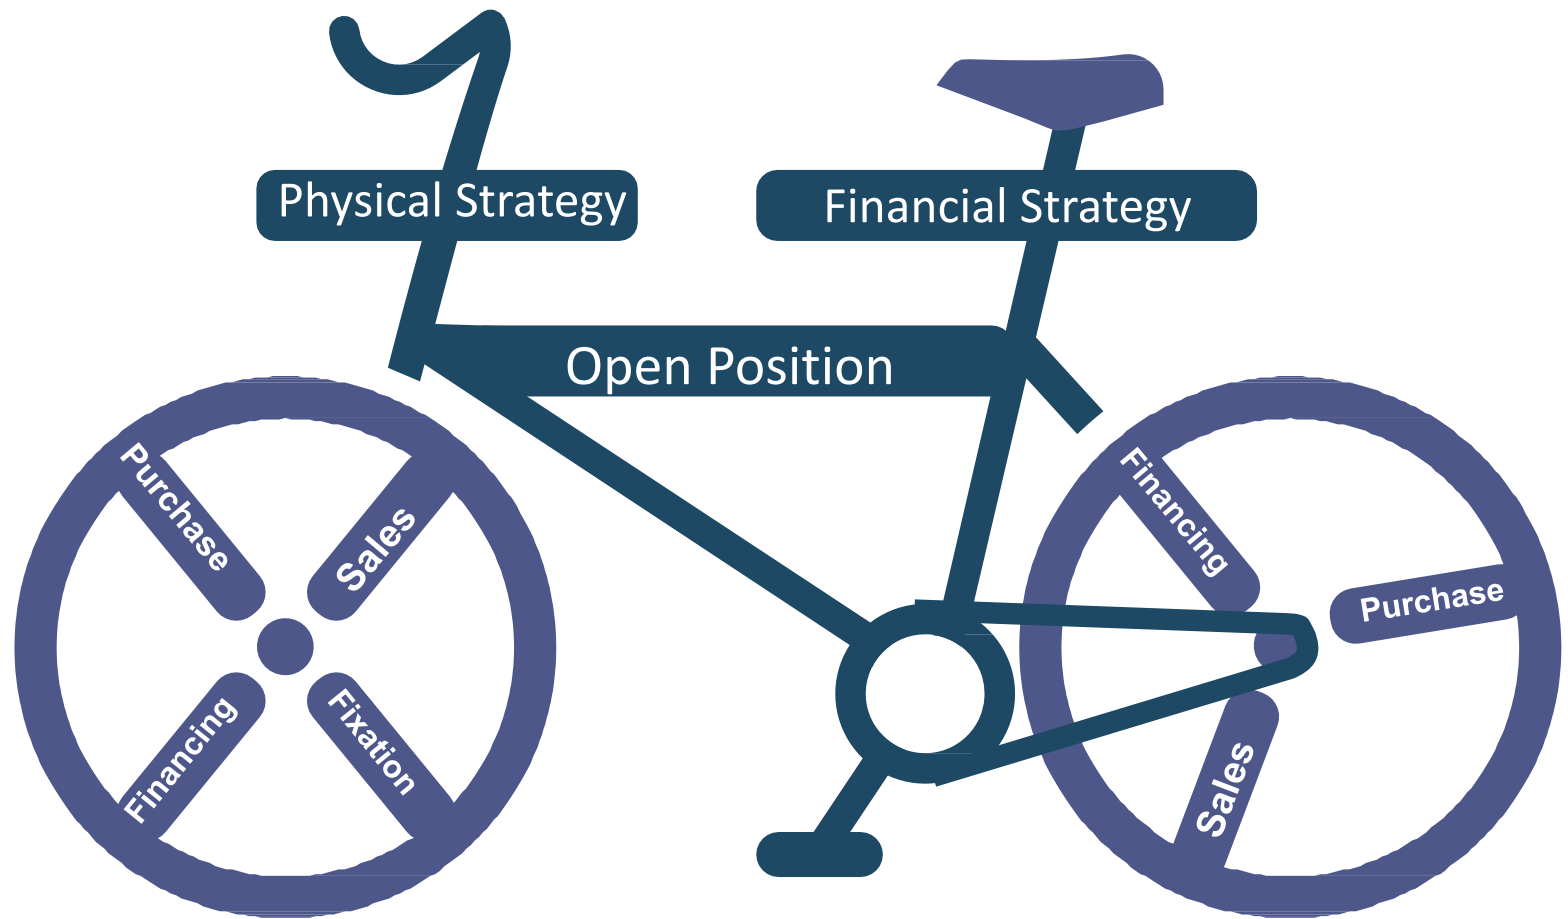 Physical Strategy
Financial Strategy
Open Position
Purchase
Sales
Financing
Fixation
Financing
Purchase
Sales